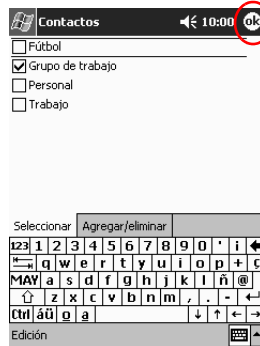 Contactos 10:00 ok
Fútbol
Grupo de trabajo
Personal
Trabajo
Seleccionar Agregar/eliminar
123 1 2 3 4 5 6 7 8 9 0 ' ¡
q w e r t y u i o p + ç
MAY a s d f g h j k l ñ @
z x c v b n m , . -
Ctrl áü º ª
Edición